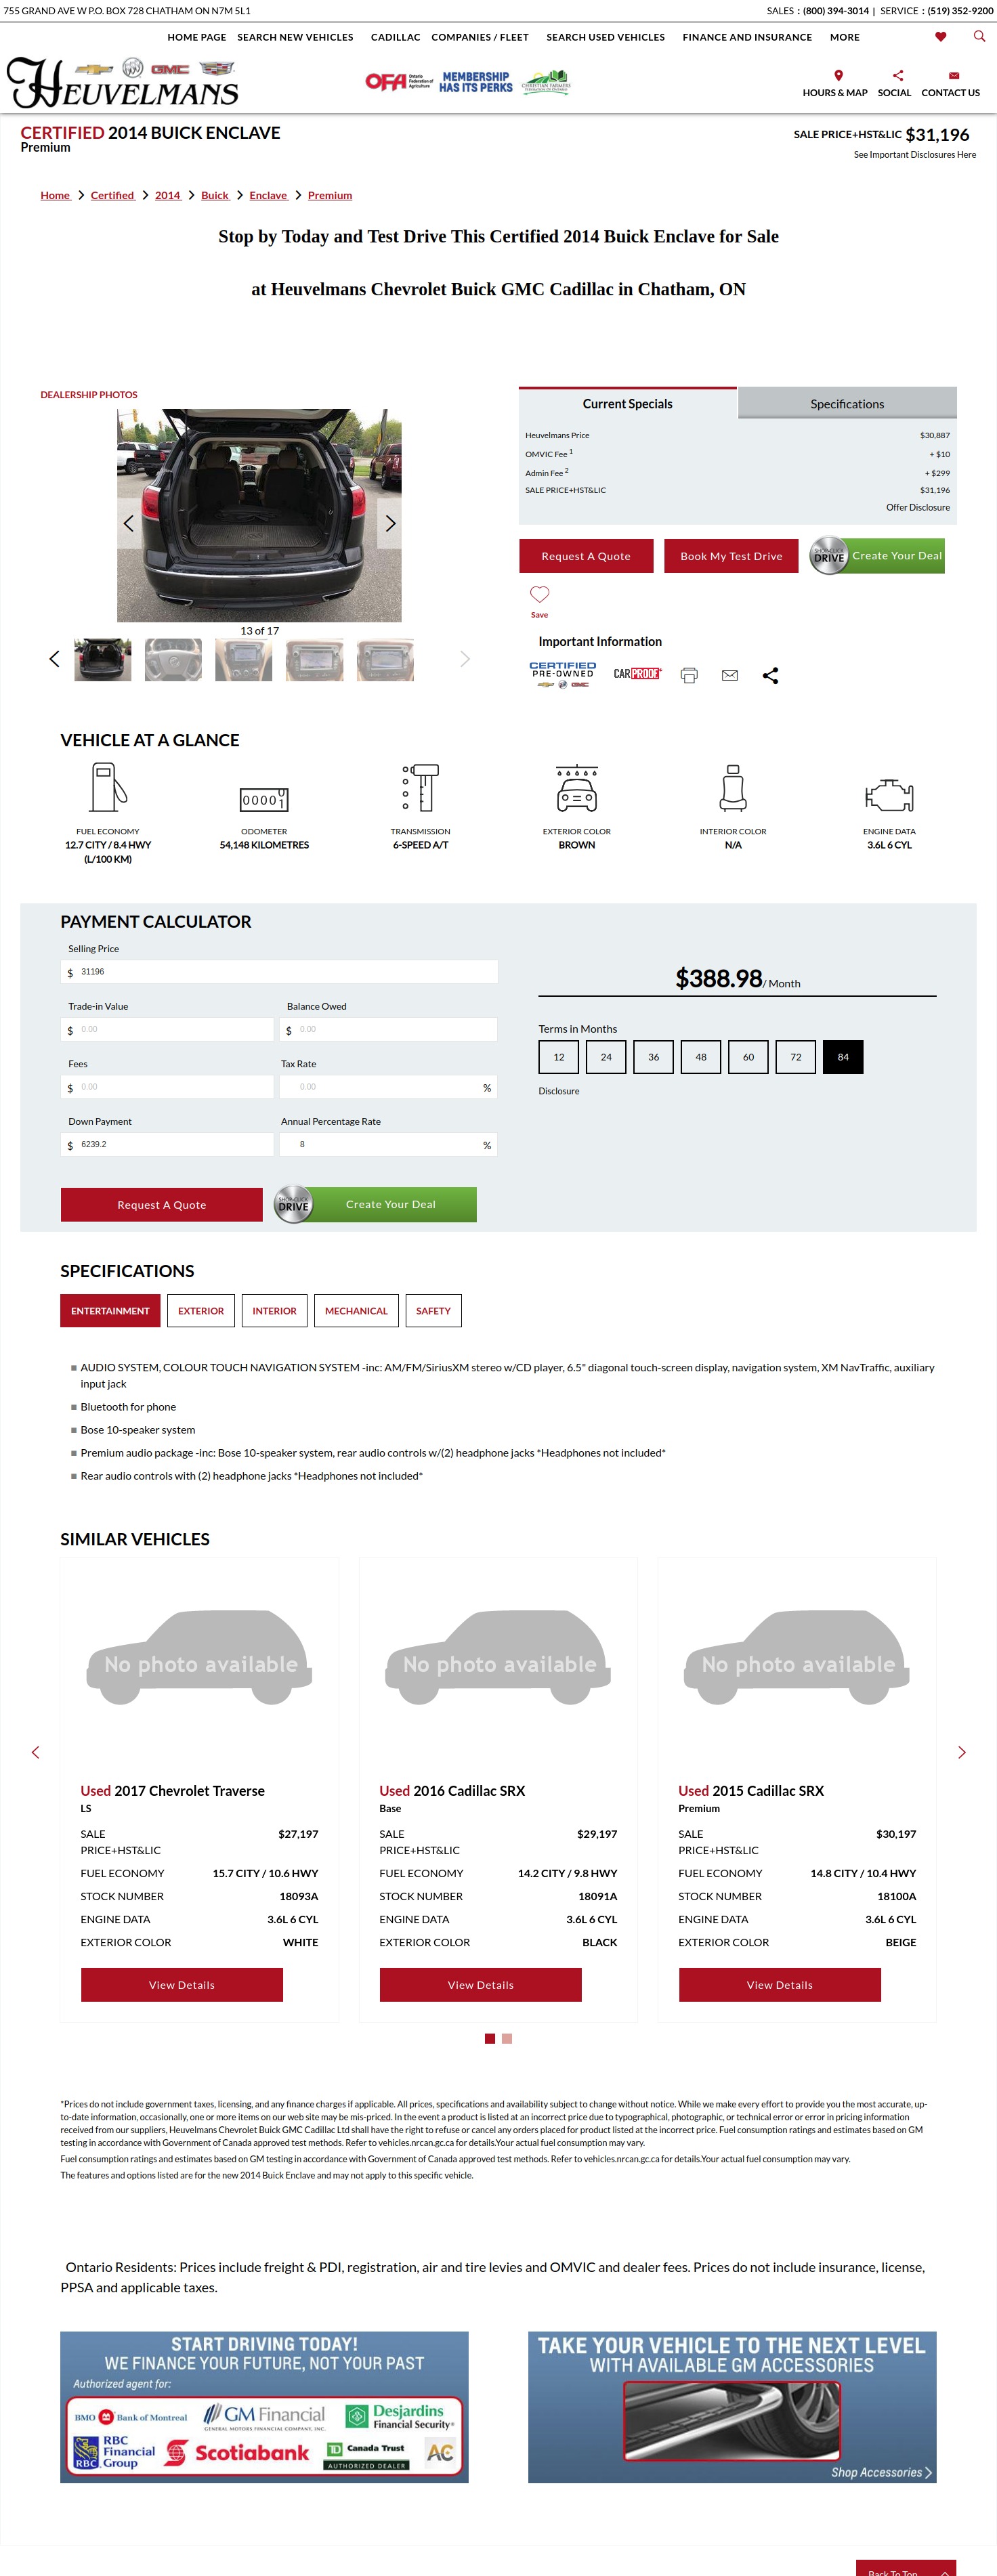 755 GRAND AVE W P.O. BOX 728 CHATHAM ON N7M 5L1
SALES : (800) 394-3014 | SERVICE : (519) 352-9200
HOME PAGE SEARCH NEW VEHICLES CADILLAC COMPANIES / FLEET SEARCH USED VEHICLES FINANCE AND INSURANCE MORE
HEUVELMANS
GMC
OFA Ontario Federation of Agriculture
MEMBERSHIP HAS ITS PERKS
CHRISTIAN FARMERS
HOURS & MAP SOCIAL CONTACT US
CERTIFIED 2014 BUICK ENCLAVE
Premium
SALE PRICE+HST&LIC $31,196
See Important Disclosures Here
Home Certified 2014 Buick Enclave Premium
Stop by Today and Test Drive This Certified 2014 Buick Enclave for Sale
at Heuvelmans Chevrolet Buick GMC Cadillac in Chatham, ON
DEALERSHIP PHOTOS
13 of 17
Current Specials Specifications
Heuvelmans Price $30,887
OMVIC Fee 1 + $10
Admin Fee 2 + $299
SALE PRICE+HST&LIC $31,196
Offer Disclosure
Request A Quote Book My Test Drive SHOP-CLICK DRIVE Create Your Deal
Save
Important Information
CERTIFIED PRE-OWNED GMC
CARPROOF
VEHICLE AT A GLANCE
FUEL ECONOMY
12.7 CITY / 8.4 HWY
(L/100 KM)
ODOMETER
54,148 KILOMETRES
TRANSMISSION
6-SPEED A/T
EXTERIOR COLOR
BROWN
INTERIOR COLOR
N/A
ENGINE DATA
3.6L 6 CYL
PAYMENT CALCULATOR
Selling Price
$ 31196
Trade-in Value Balance Owed
$ 0.00 $ 0.00
Fees Tax Rate
$ 0.00 0.00 %
Down Payment Annual Percentage Rate
$ 6239.2 8 %
$388.98 / Month
Terms in Months
12 24 36 48 60 72 84
Disclosure
Request A Quote SHOP-CLICK DRIVE Create Your Deal
SPECIFICATIONS
ENTERTAINMENT EXTERIOR INTERIOR MECHANICAL SAFETY
AUDIO SYSTEM, COLOUR TOUCH NAVIGATION SYSTEM -inc: AM/FM/SiriusXM stereo w/CD player, 6.5" diagonal touch-screen display, navigation system, XM NavTraffic, auxiliary
input jack
Bluetooth for phone
Bose 10-speaker system
Premium audio package -inc: Bose 10-speaker system, rear audio controls w/(2) headphone jacks *Headphones not included*
Rear audio controls with (2) headphone jacks *Headphones not included*
SIMILAR VEHICLES
No photo available
Used 2017 Chevrolet Traverse
LS
SALE PRICE+HST&LIC $27,197
FUEL ECONOMY 15.7 CITY / 10.6 HWY
STOCK NUMBER 18093A
ENGINE DATA 3.6L 6 CYL
EXTERIOR COLOR WHITE
View Details
No photo available
Used 2016 Cadillac SRX
Base
SALE PRICE+HST&LIC $29,197
FUEL ECONOMY 14.2 CITY / 9.8 HWY
STOCK NUMBER 18091A
ENGINE DATA 3.6L 6 CYL
EXTERIOR COLOR BLACK
View Details
No photo available
Used 2015 Cadillac SRX
Premium
SALE PRICE+HST&LIC $30,197
FUEL ECONOMY 14.8 CITY / 10.4 HWY
STOCK NUMBER 18100A
ENGINE DATA 3.6L 6 CYL
EXTERIOR COLOR BEIGE
View Details
*Prices do not include government taxes, licensing, and any finance charges if applicable. All prices, specifications and availability subject to change without notice. While we make every effort to provide you the most accurate, up-
to-date information, occasionally, one or more items on our web site may be mis-priced. In the event a product is listed at an incorrect price due to typographical, photographic, or technical error or error in pricing information
received from our suppliers, Heuvelmans Chevrolet Buick GMC Cadillac Ltd shall have the right to refuse or cancel any orders placed for product listed at the incorrect price. Fuel consumption ratings and estimates based on GM
testing in accordance with Government of Canada approved test methods. Refer to vehicles.nrcan.gc.ca for details.Your actual fuel consumption may vary.
Fuel consumption ratings and estimates based on GM testing in accordance with Government of Canada approved test methods. Refer to vehicles.nrcan.gc.ca for details.Your actual fuel consumption may vary.
The features and options listed are for the new 2014 Buick Enclave and may not apply to this specific vehicle.
Ontario Residents: Prices include freight & PDI, registration, air and tire levies and OMVIC and dealer fees. Prices do not include insurance, license,
PPSA and applicable taxes.
START DRIVING TODAY!
WE FINANCE YOUR FUTURE, NOT YOUR PAST
Authorized agent for:
BMO Bank of Montreal
GM Financial
GENERAL MOTORS FINANCIAL COMPANY, INC.
Desjardins Financial Security
RBC Financial Group
RBC
Scotiabank
TD Canada Trust
AUTHORIZED DEALER
AC
TAKE YOUR VEHICLE TO THE NEXT LEVEL
WITH AVAILABLE GM ACCESSORIES
Shop Accessories
Back To Top